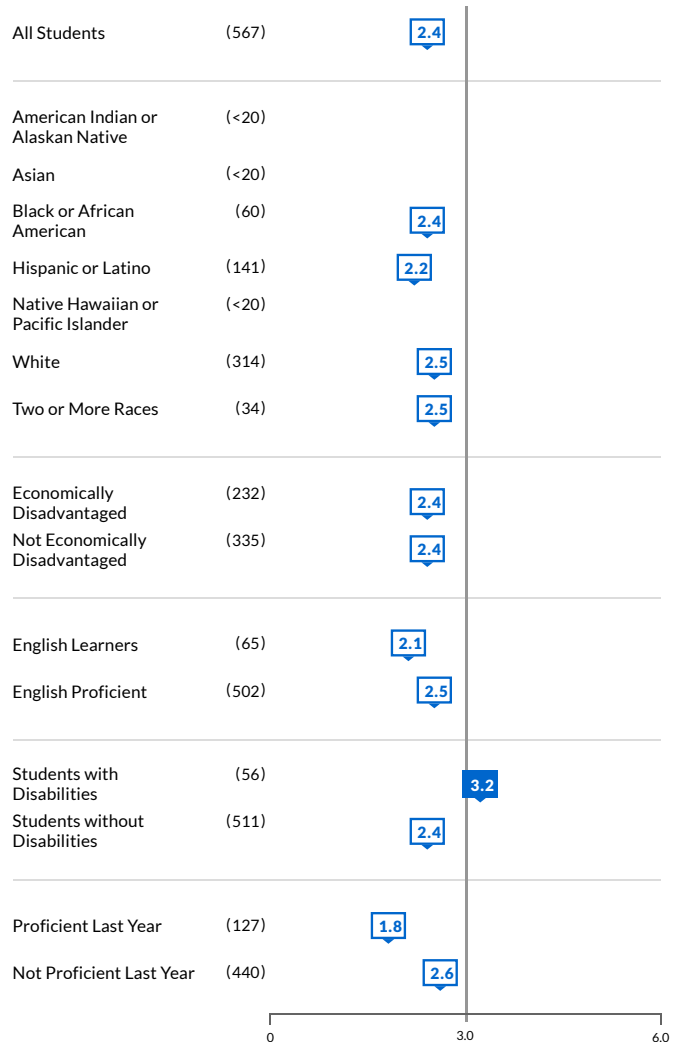 All Students (567) 2.4
American Indian or (<20)
Alaskan Native
Asian (<20)
Black or African (60) 2.4
American
Hispanic or Latino (141) 2.2
Native Hawaiian or (<20)
Pacific Islander
White (314) 2.5
Two or More Races (34) 2.5
Economically (232) 2.4
Disadvantaged
Not Economically (335) 2.4
Disadvantaged
English Learners (65) 2.1
English Proficient (502) 2.5
Students with (56) 3.2
Disabilities
Students without (511) 2.4
Disabilities
Proficient Last Year (127) 1.8
Not Proficient Last Year (440) 2.6
0 3.0 6.0